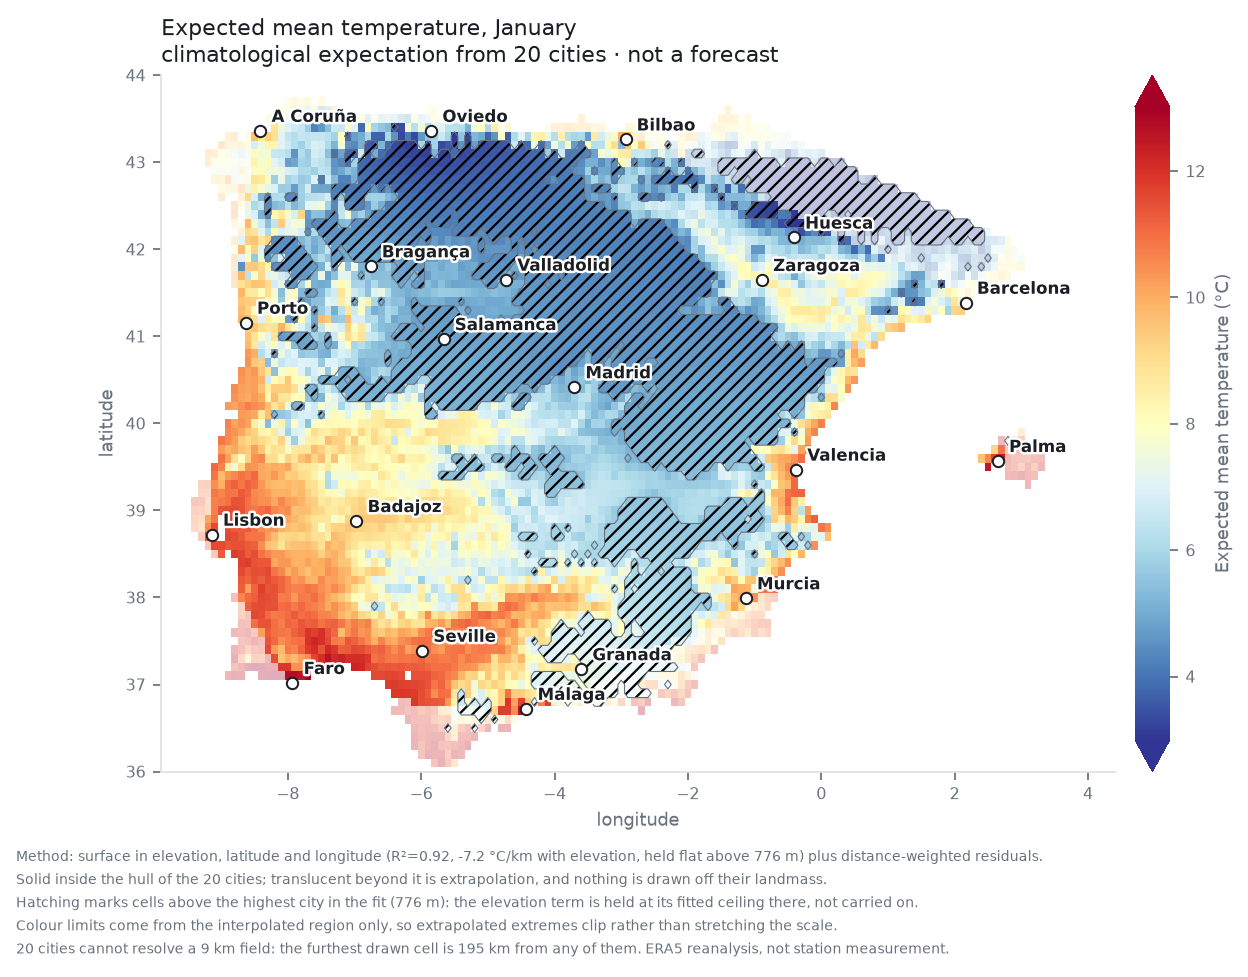 Expected mean temperature, January
climatological expectation from 20 cities · not a forecast
44
43
42
41
40
39
38
37
36
latitude
−8
−6
−4
−2
0
2
4
longitude
A Coruña
Oviedo
Bilbao
Huesca
Bragança
Valladolid
Zaragoza
Barcelona
Porto
Salamanca
Madrid
Palma
Valencia
Badajoz
Lisbon
Murcia
Seville
Granada
Faro
Málaga
12
10
8
6
4
Expected mean temperature (°C)
Method: surface in elevation, latitude and longitude (R²=0.92, -7.2 °C/km with elevation, held flat above 776 m) plus distance-weighted residuals.
Solid inside the hull of the 20 cities; translucent beyond it is extrapolation, and nothing is drawn off their landmass.
Hatching marks cells above the highest city in the fit (776 m): the elevation term is held at its fitted ceiling there, not carried on.
Colour limits come from the interpolated region only, so extrapolated extremes clip rather than stretching the scale.
20 cities cannot resolve a 9 km field: the furthest drawn cell is 195 km from any of them. ERA5 reanalysis, not station measurement.